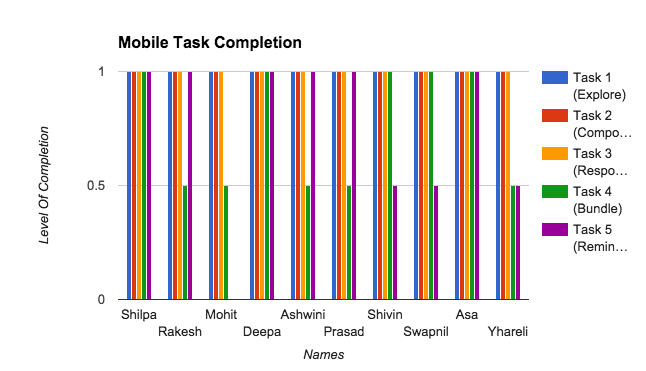 Mobile Task Completion
1
0.5
0
Level Of Completion
Shilpa
Rakesh
Mohit
Deepa
Ashwini
Prasad
Shivin
Swapnil
Asa
Yhareli
Names
Task 1
(Explore)
Task 2
(Compo…
Task 3
(Respo…
Task 4
(Bundle)
Task 5
(Remin…